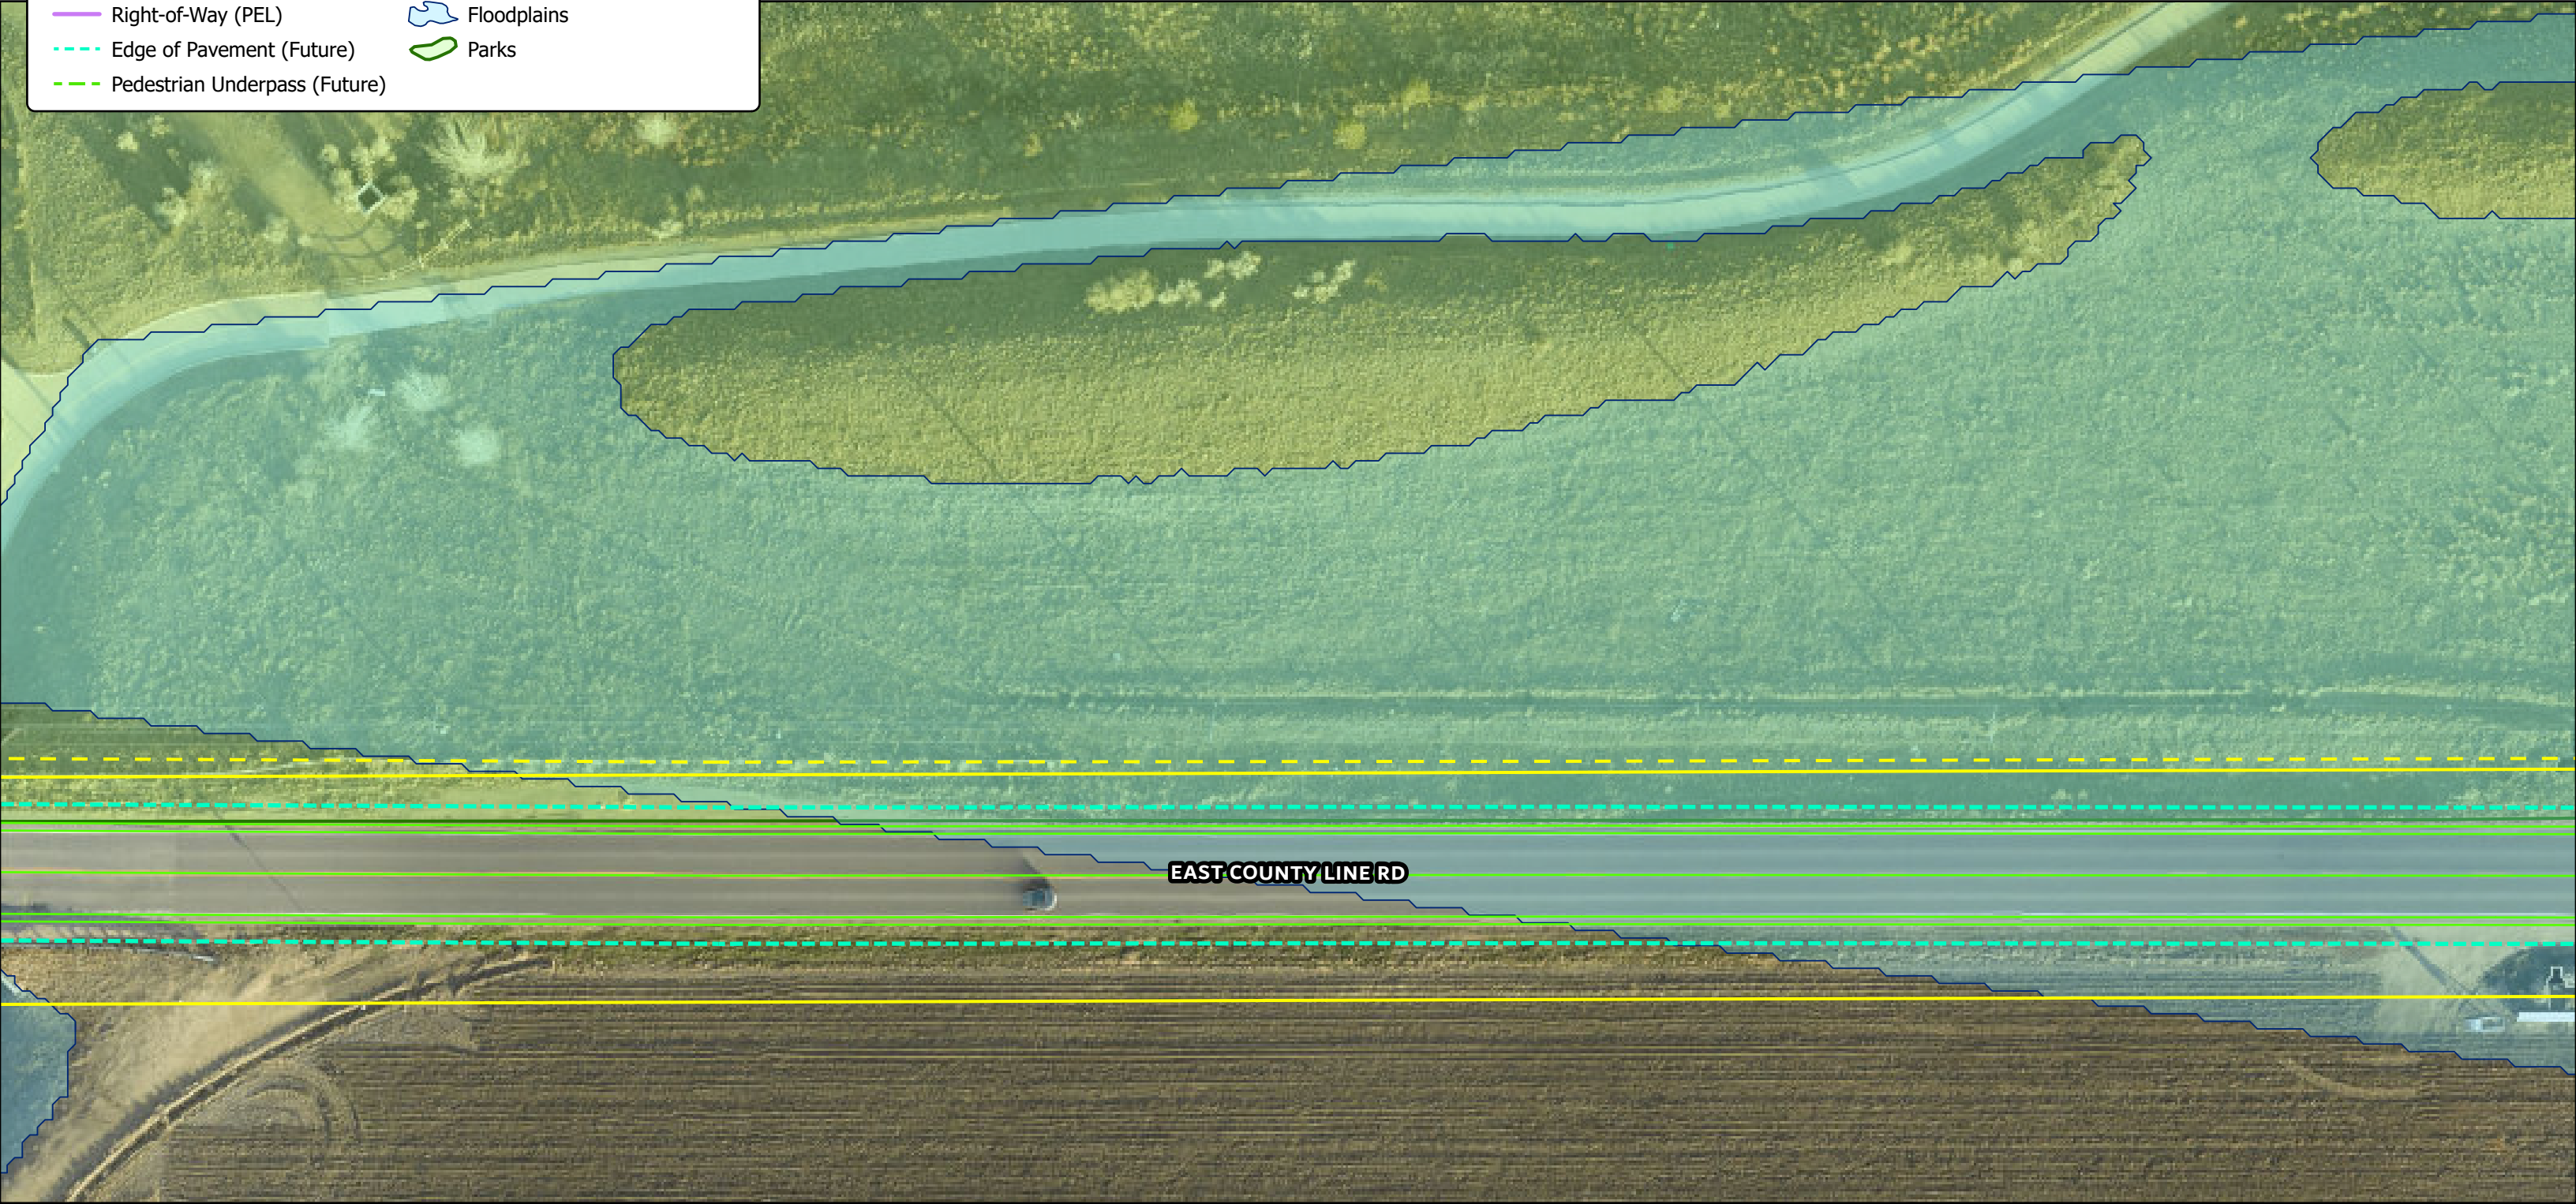 Right-of-Way (PEL)
Edge of Pavement (Future)
Pedestrian Underpass (Future)
Floodplains
Parks
EAST COUNTY LINE RD